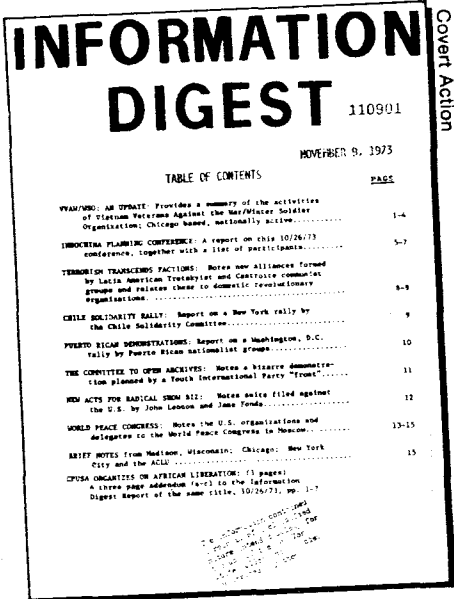 INFORMATION
DIGEST
110901
Covert Action
NOVEMBER 9, 1973
TABLE OF CONTENTS
PAGE
VVAW/WSO: AN UPDATE: Provides a summary of the activities
of Vietnam Veterans Against the War/Winter Soldier
Organization; Chicago based, nationally active............ 1-4
INDOCHINA PLANNING CONFERENCE: A report on this 10/26/73
conference, together with a list of participants......... 5-7
TERRORISM TRANSCENDS FACTIONS: Notes new alliances formed
by Latin American Trotskyist and Castroite communist
groups and relates them to domestic revolutionary
organizations. .......................................... 8-9
CHILE SOLIDARITY RALLY: Report on a New York rally by
the Chile Solidarity Committee........................... 9
PUERTO RICAN DEMONSTRATIONS: Report on a Washington, D.C.
rally by Puerto Rican nationalist groups................. 10
THE COMMITTEE TO OPEN ARCHIVES: Notes a bizarre demonstra-
tion planned by a Youth International Party "front"...... 11
NEW ACTS FOR RADICAL SHOW BIZ: Notes suits filed against
the U.S. by John Lennon and Jane Fonda................... 12
WORLD PEACE CONGRESS: Notes the U.S. organizations and
delegates to the World Peace Congress in Moscow.. ....... 13-15
BRIEF NOTES from Madison, Wisconsin; Chicago; New York
City and the ACLU ....................................... 15
CPUSA ORGANIZES ON AFRICAN LIBERATION: (3 pages)
A three page addendum (a-c) to the Information
Digest Report of the same title, 10/26/73, pp. 1-7
information contained